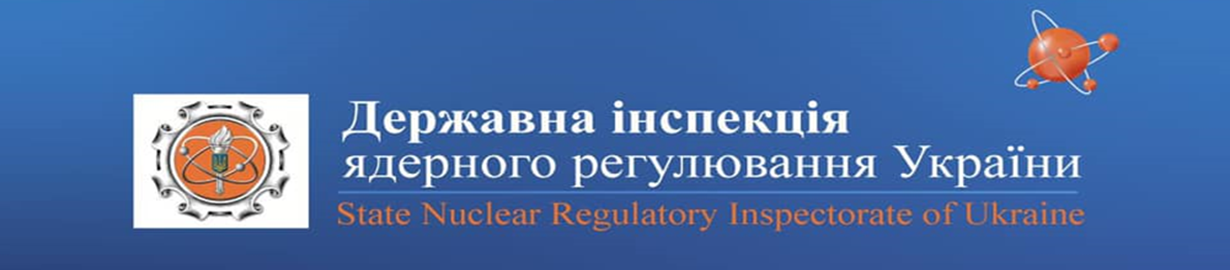 Державна інспекція
ядерного регулювання України
State Nuclear Regulatory Inspectorate of Ukraine